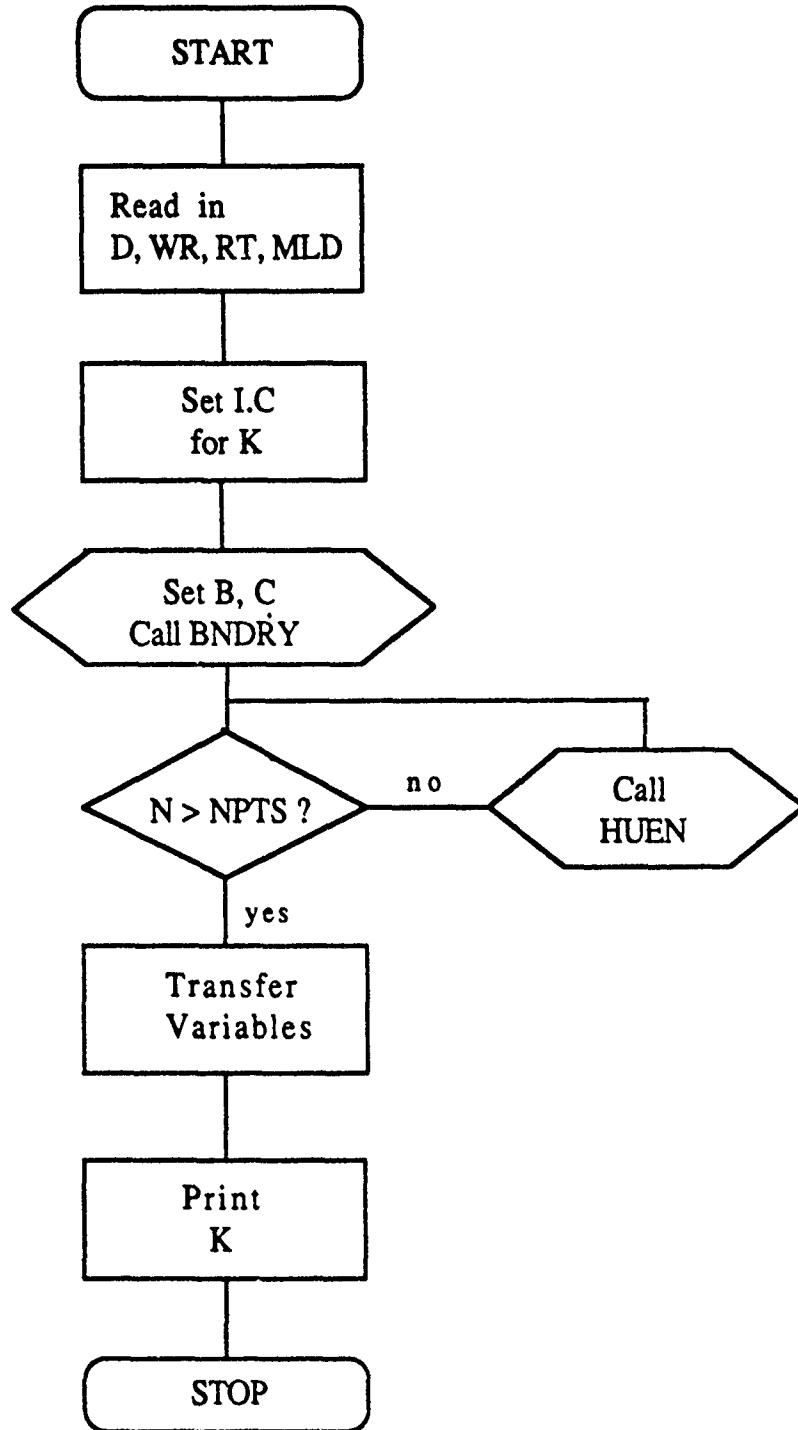 START
Read in
D, WR, RT, MLD
Set I.C
for K
Set B, C
Call BNDRY
N > NPTS ?
no
Call
HUEN
yes
Transfer
Variables
Print
K
STOP